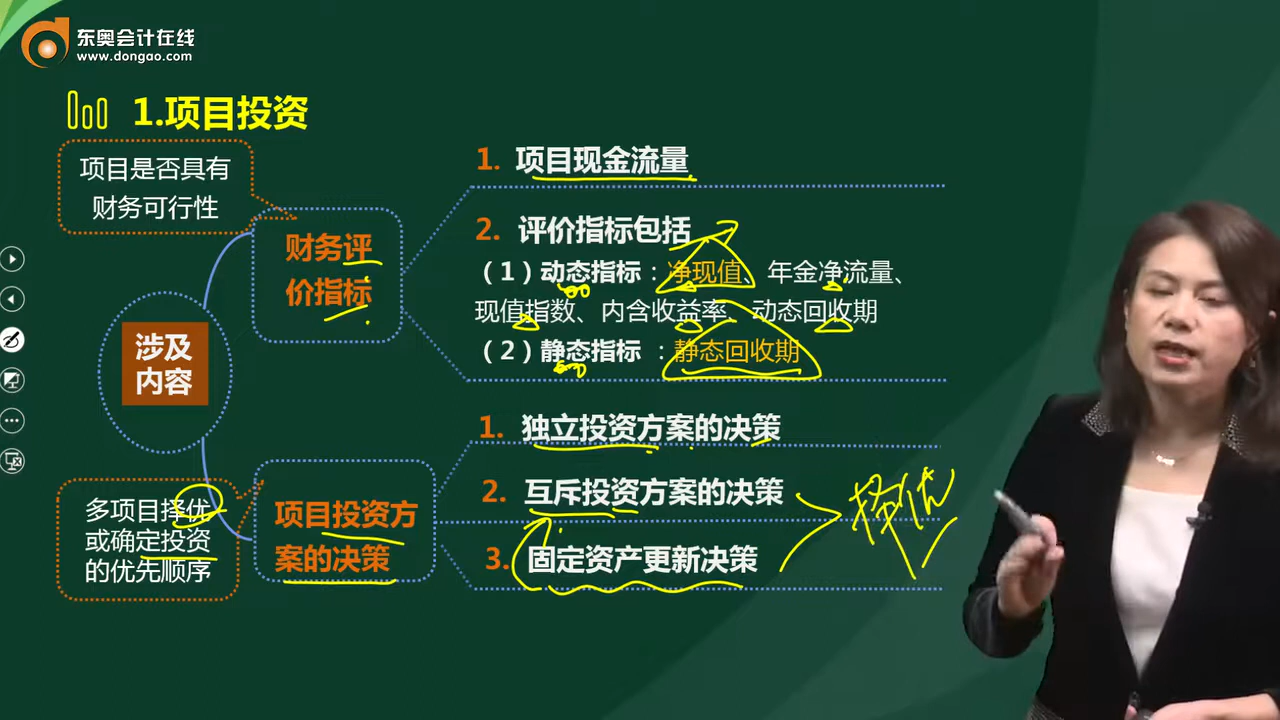 东奥会计在线
www.dongao.com
1.项目投资
项目是否具有
财务可行性
财务评
价指标
1. 项目现金流量
2. 评价指标包括
（1）动态指标：净现值、年金净流量、
现值指数、内含收益率、动态回收期
（2）静态指标 ：静态回收期
涉及
内容
多项目择优
或确定投资
的优先顺序
项目投资方
案的决策
1. 独立投资方案的决策
2. 互斥投资方案的决策
3. 固定资产更新决策
择优